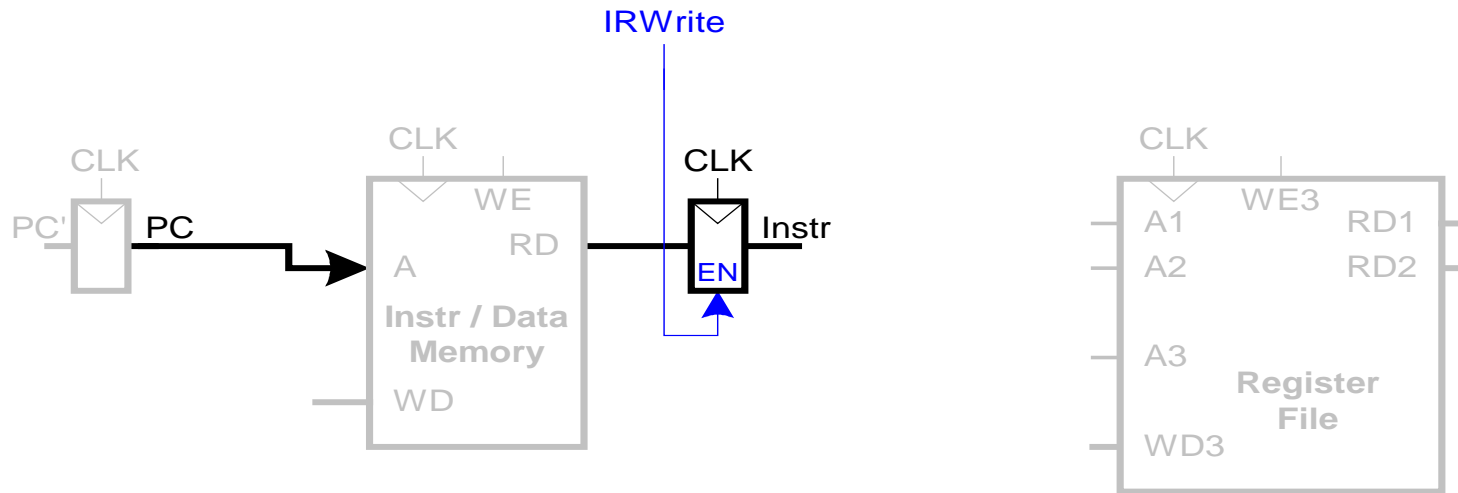 IRWrite
CLK
CLK
CLK
CLK
WE
WE3
PC'
PC
RD
Instr
A1
RD1
A
EN
A2
RD2
Instr / Data
Memory
A3
Register
File
WD
WD3